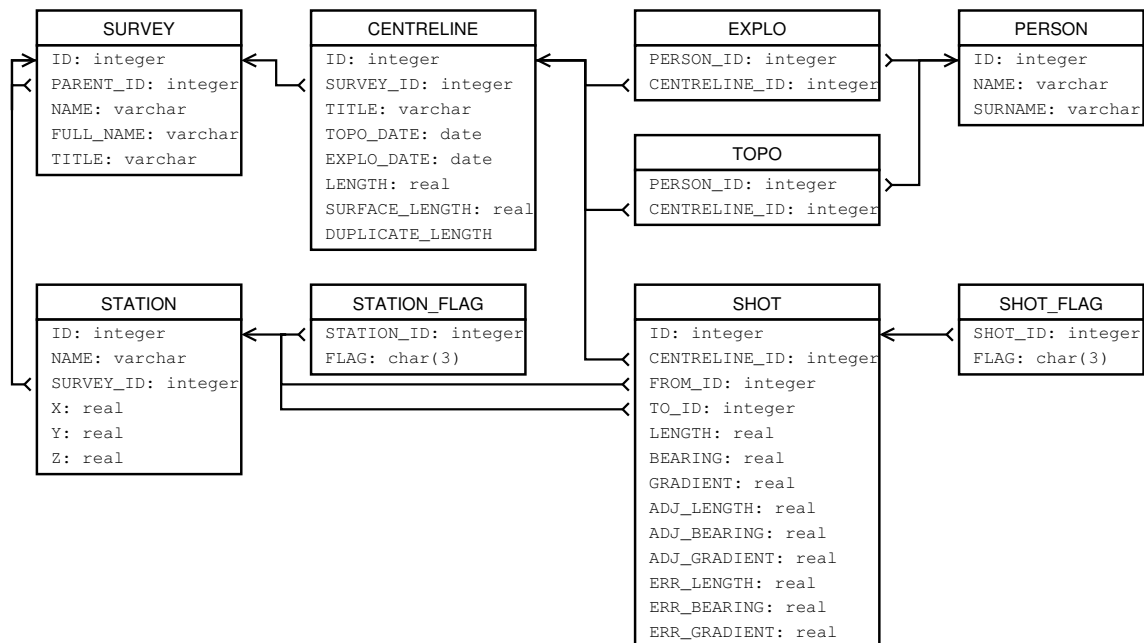 SURVEY
ID: integer
PARENT_ID: integer
NAME: varchar
FULL_NAME: varchar
TITLE: varchar
CENTRELINE
ID: integer
SURVEY_ID: integer
TITLE: varchar
TOPO_DATE: date
EXPLO_DATE: date
LENGTH: real
SURFACE_LENGTH: real
DUPLICATE_LENGTH
EXPLO
PERSON_ID: integer
CENTRELINE_ID: integer
PERSON
ID: integer
NAME: varchar
SURNAME: varchar
TOPO
PERSON_ID: integer
CENTRELINE_ID: integer
STATION
ID: integer
NAME: varchar
SURVEY_ID: integer
X: real
Y: real
Z: real
STATION_FLAG
STATION_ID: integer
FLAG: char(3)
SHOT
ID: integer
CENTRELINE_ID: integer
FROM_ID: integer
TO_ID: integer
LENGTH: real
BEARING: real
GRADIENT: real
ADJ_LENGTH: real
ADJ_BEARING: real
ADJ_GRADIENT: real
ERR_LENGTH: real
ERR_BEARING: real
ERR_GRADIENT: real
SHOT_FLAG
SHOT_ID: integer
FLAG: char(3)